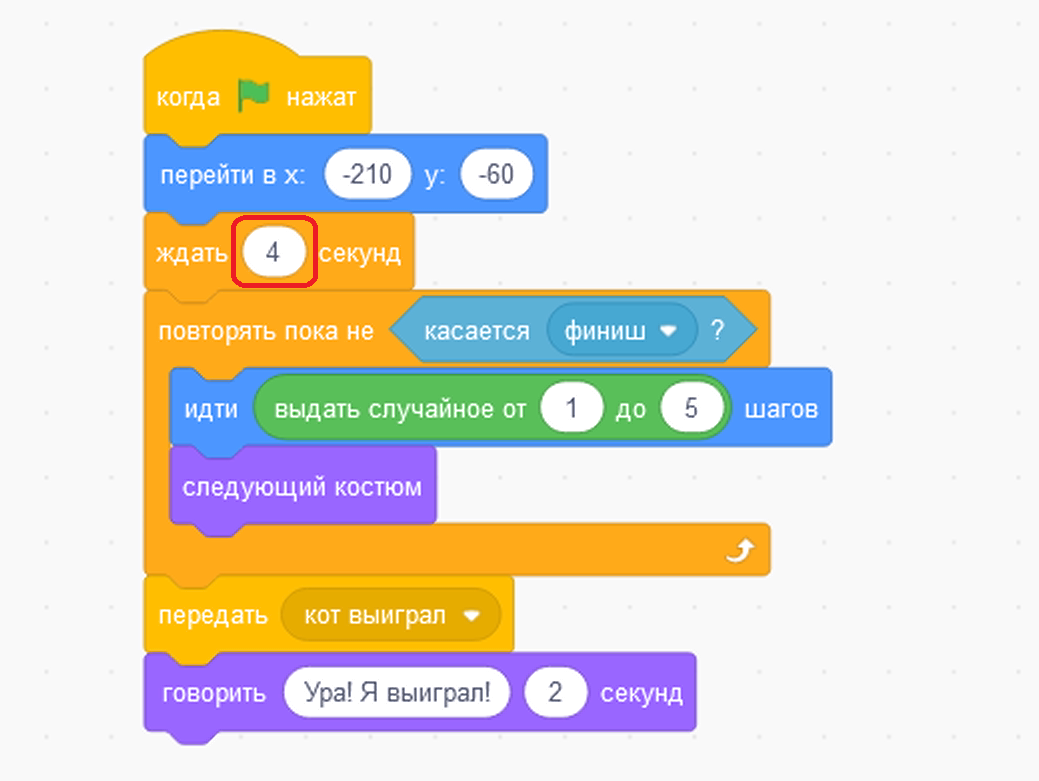 когда нажат
перейти в x: -210 y: -60
ждать 4 секунд
повторять пока не касается финиш ?
идти выдать случайное от 1 до 5 шагов
следующий костюм
передать кот выиграл
говорить Ура! Я выиграл! 2 секунд